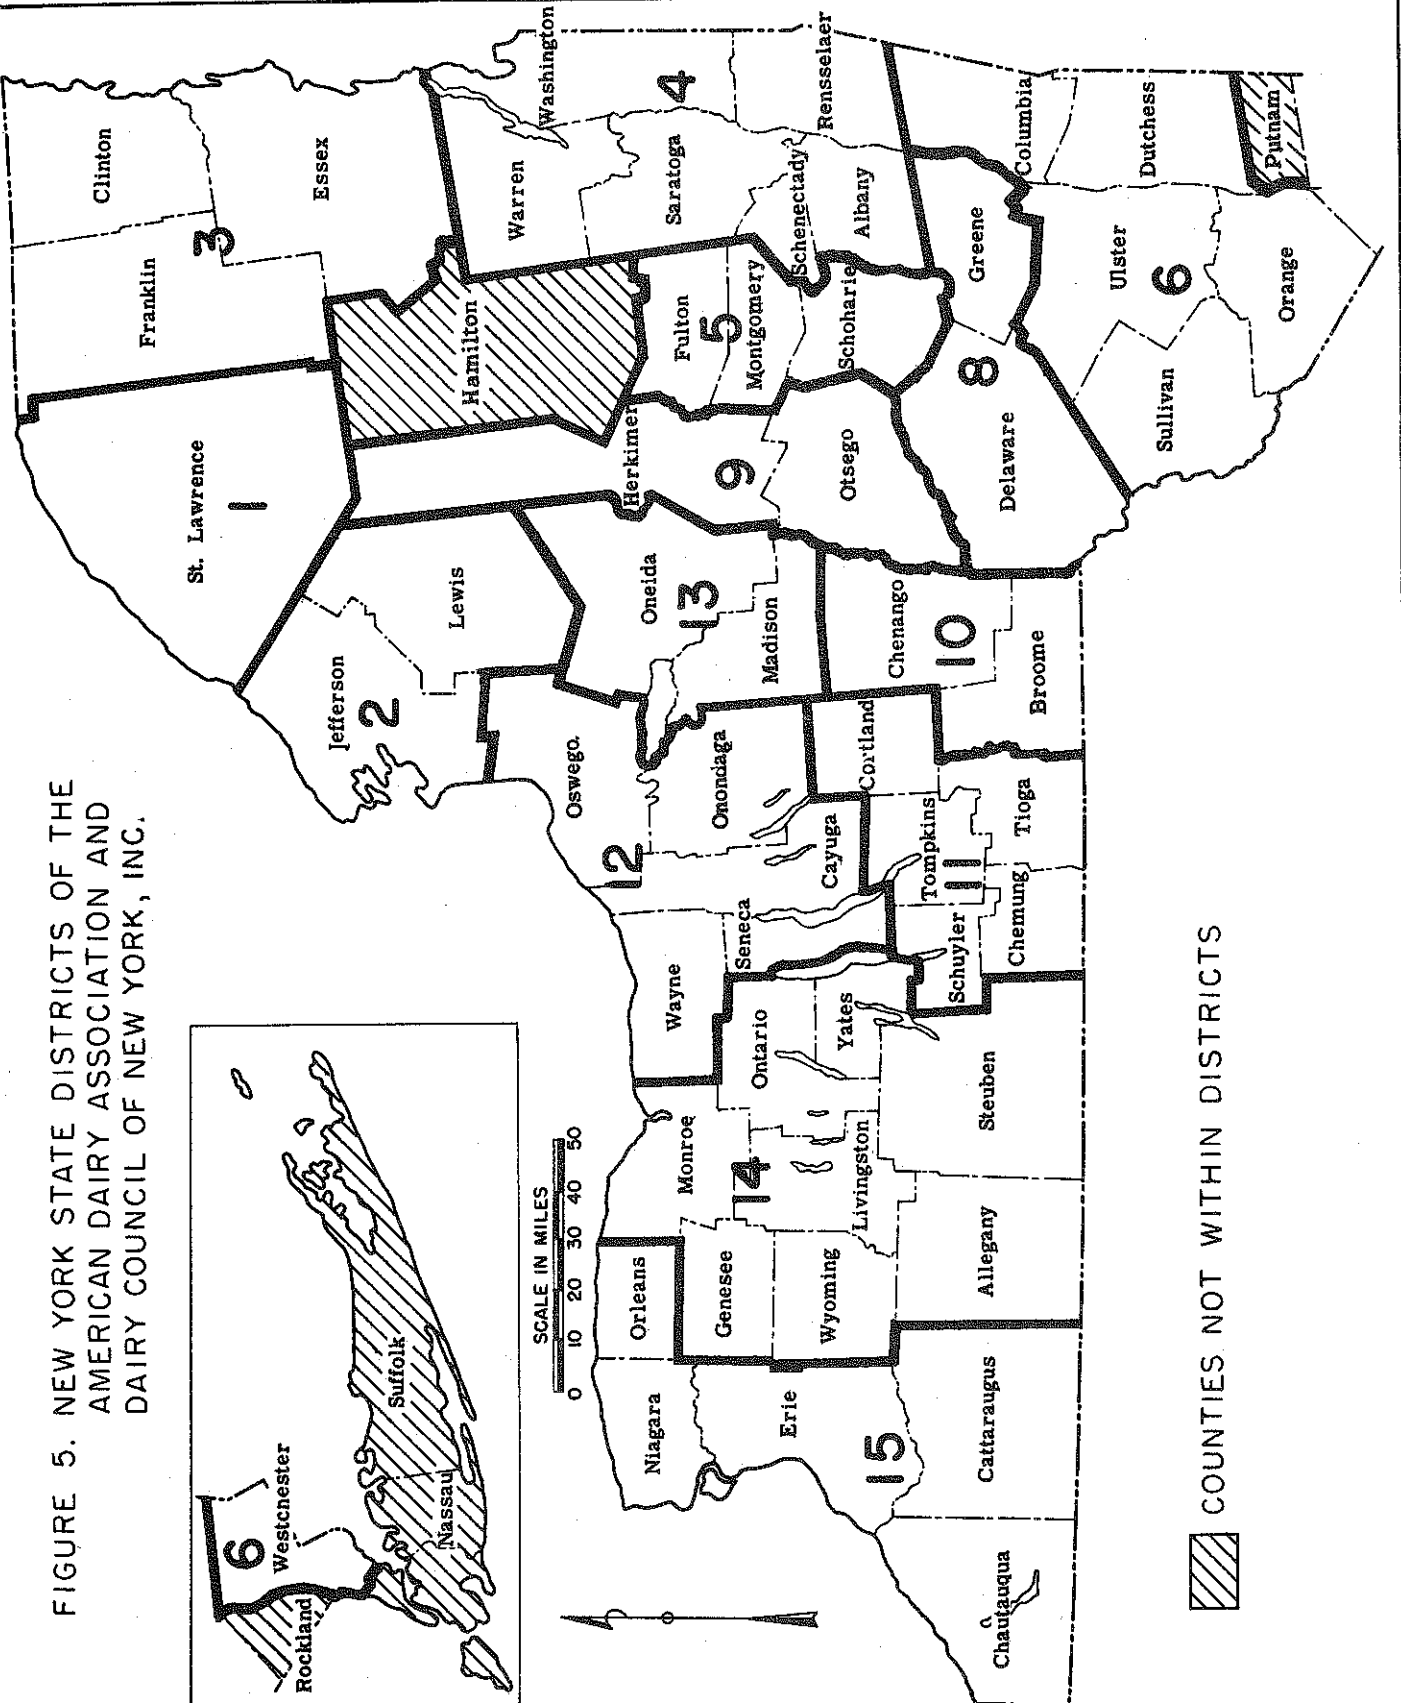 FIGURE 5. NEW YORK STATE DISTRICTS OF THE
AMERICAN DAIRY ASSOCIATION AND
DAIRY COUNCIL OF NEW YORK, INC.
6
Westchester
Rockland
Nassau
Suffolk
SCALE IN MILES
0 10 20 30 40 50
Clinton
Franklin
3
Essex
St. Lawrence
1
Jefferson
2
Lewis
Hamilton
Herkimer
9
Warren
Washington
4
Saratoga
Fulton
5
Montgomery
Schenectady
Rensselaer
Albany
Schoharie
Otsego
Oneida
13
Madison
Oswego.
12
Onondaga
Cayuga
Cortland
Chenango
10
Broome
Wayne
Seneca
Ontario
Yates
Monroe
14
Livingston
Orleans
Genesee
Wyoming
Niagara
Erie
15
Chautauqua
Cattaraugus
Allegany
Steuben
Schuyler
Tompkins
11
Chemung
Tioga
Delaware
8
Greene
Columbia
Ulster
6
Dutchess
Sullivan
Orange
Putnam
COUNTIES NOT WITHIN DISTRICTS